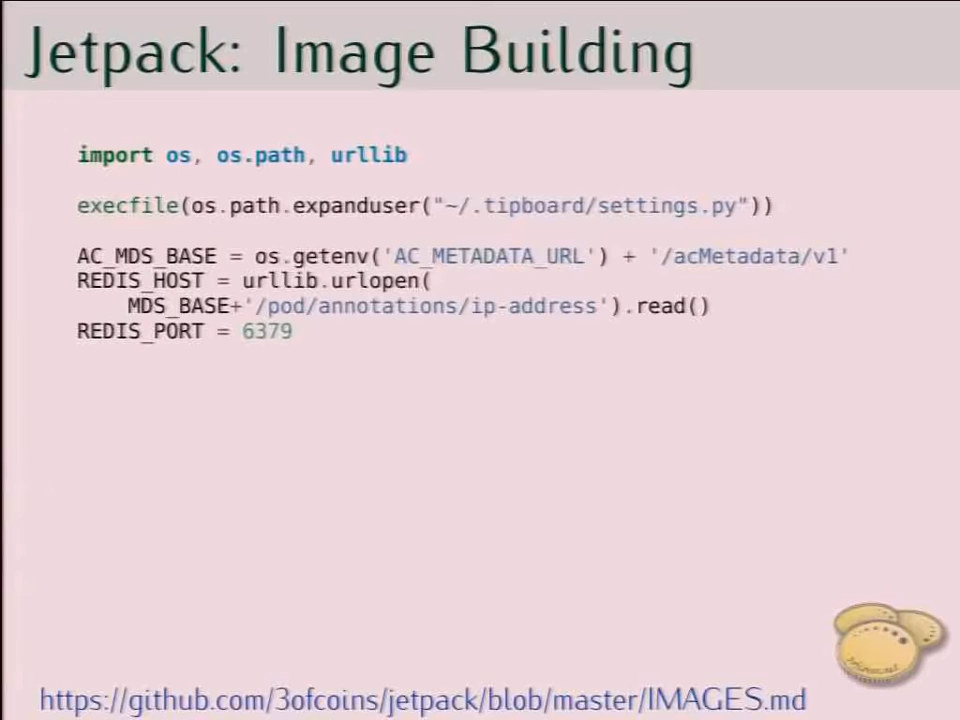 Jetpack: Image Building
import os, os.path, urllib
execfile(os.path.expanduser("~/.tipboard/settings.py"))
AC_MDS_BASE = os.getenv('AC_METADATA_URL') + '/acMetadata/v1'
REDIS_HOST = urllib.urlopen(
MDS_BASE+'/pod/annotations/ip-address').read()
REDIS_PORT = 6379
https://github.com/3ofcoins/jetpack/blob/master/IMAGES.md